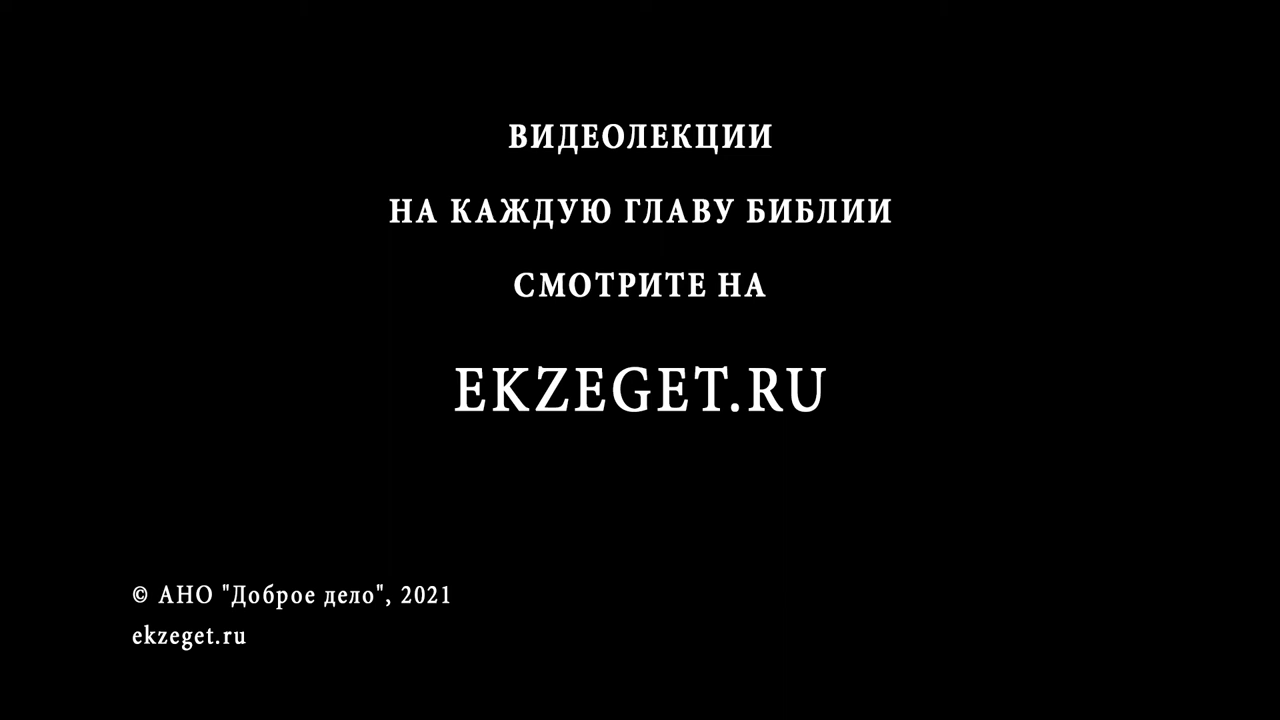 ВИДЕОЛЕКЦИИ
НА КАЖДУЮ ГЛАВУ БИБЛИИ
СМОТРИТЕ НА
EKZEGET.RU
© АНО "Доброе дело", 2021
ekzeget.ru